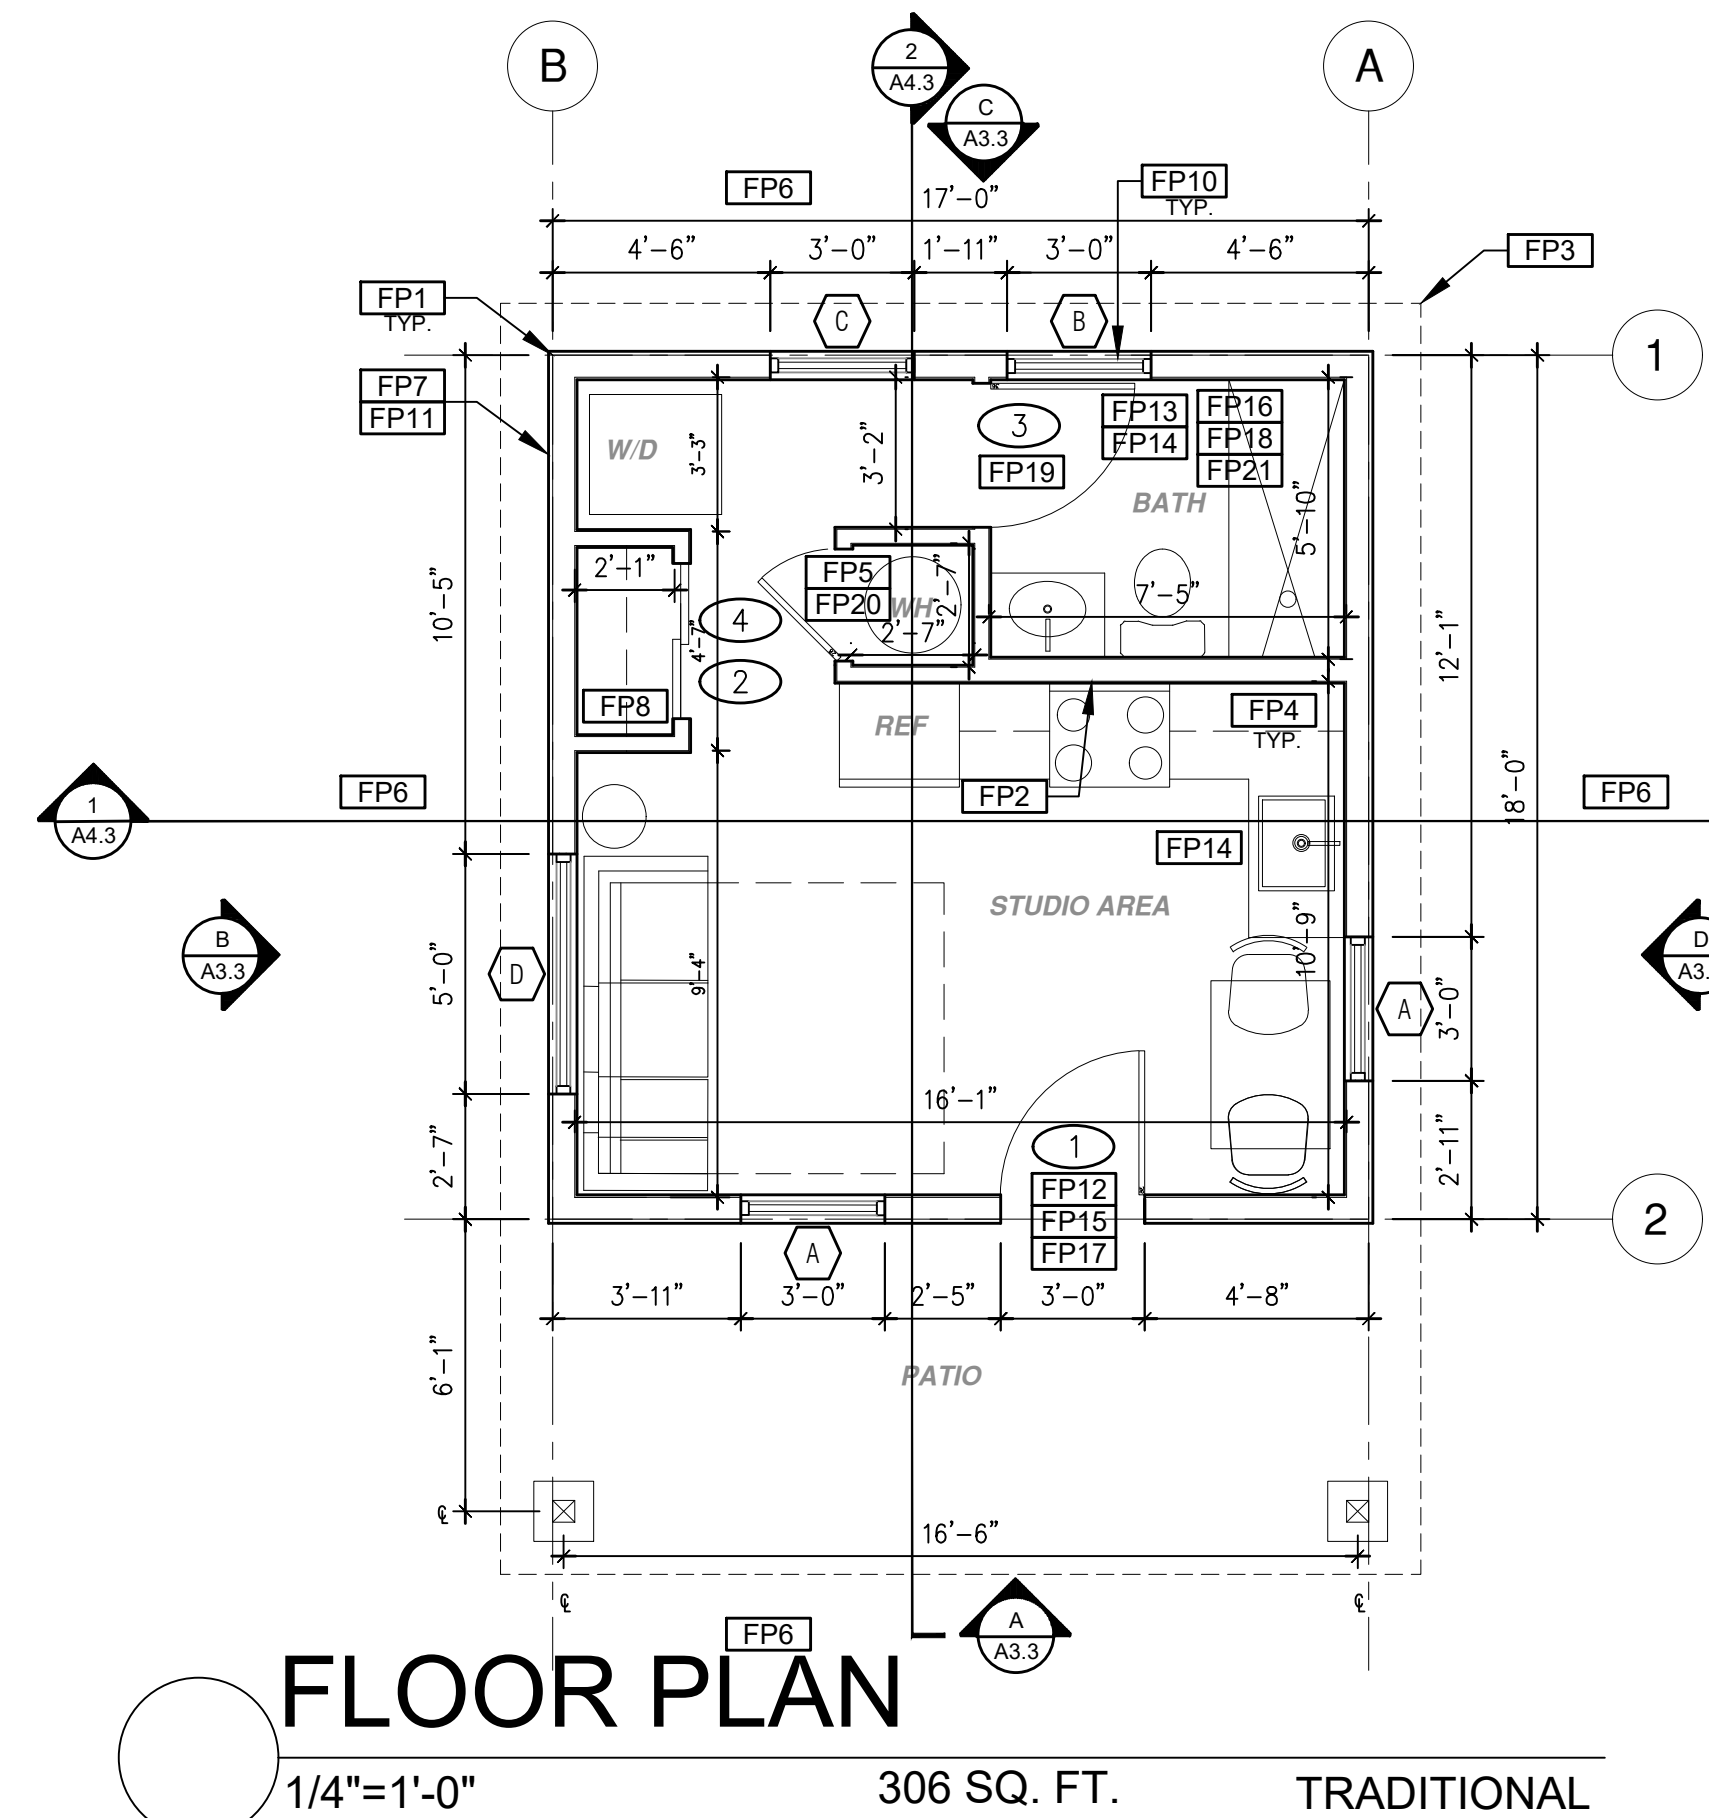 B
2
A4.3
A
C
A3.3
FP6
17'-0"
FP10
TYP.
4'-6"
3'-0"
1'-11"
3'-0"
4'-6"
FP3
FP1
TYP.
C
B
1
FP7
FP11
W/D
3'-3"
3'-2"
3
FP19
FP13
FP14
FP16
FP18
FP21
BATH
5'-10"
10'-5"
2'-1"
FP5
FP20
WH
2'-7"
2'-7"
7'-5"
4
4'-7"
2
FP8
12'-1"
REF
FP4
TYP.
FP2
18'-0"
1
A4.3
FP6
FP6
FP14
STUDIO AREA
10'-9"
B
A3.3
D
5'-0"
9'-4"
A
3'-0"
D
A3.
16'-1"
2'-7"
1
FP12
FP15
FP17
2'-11"
2
A
3'-11"
3'-0"
2'-5"
3'-0"
4'-8"
6'-1"
PATIO
℄
16'-6"
℄
℄
FP6
A
A3.3
FLOOR PLAN
1/4"=1'-0"
306 SQ. FT.
TRADITIONAL